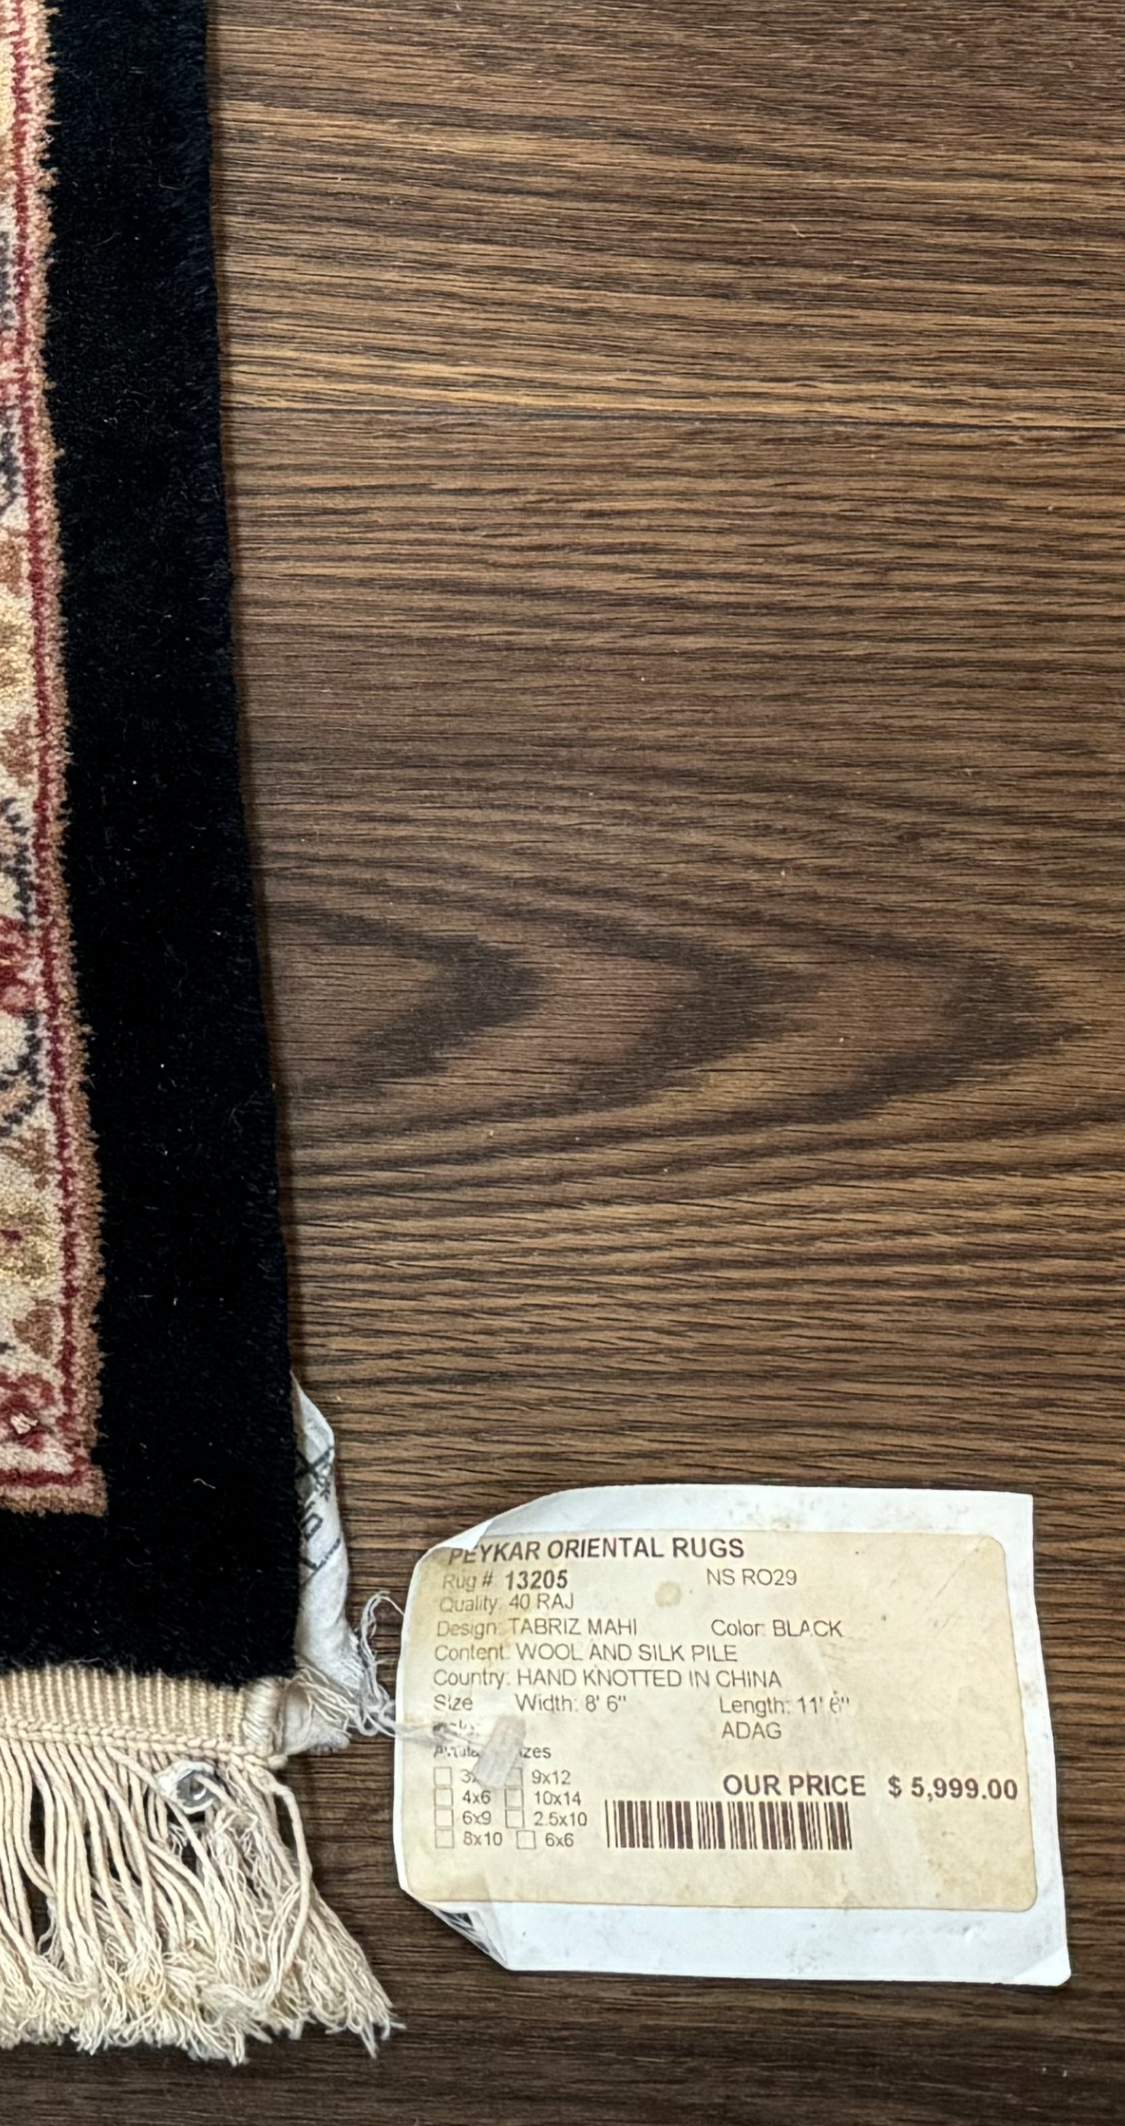 PEYKAR ORIENTAL RUGS
Rug # 13205 NS RO29
Quality: 40 RAJ
Design: TABRIZ MAHI Color: BLACK
Content: WOOL AND SILK PILE
Country: HAND KNOTTED IN CHINA
Size Width: 8' 6" Length: 11' 6"
ADAG
9x12
OUR PRICE $ 5,999.00
4x6 10x14
6x9 2.5x10
8x10 6x6